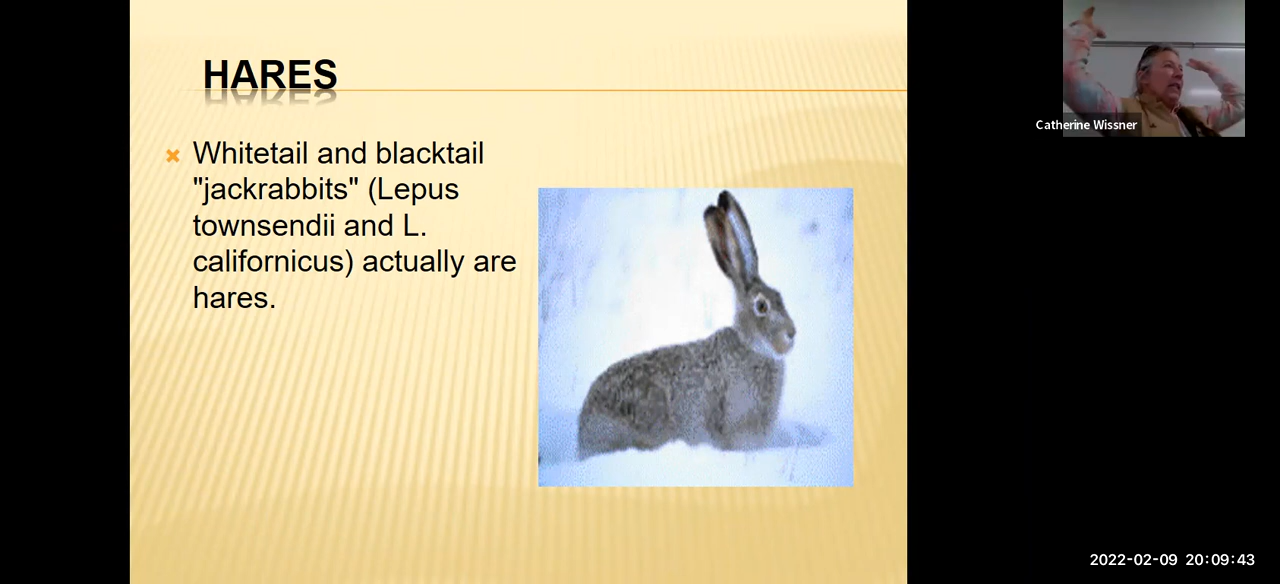 HARES
Whitetail and blacktail
"jackrabbits" (Lepus
townsendii and L.
californicus) actually are
hares.
Catherine Wissner
2022-02-09 20:09:43